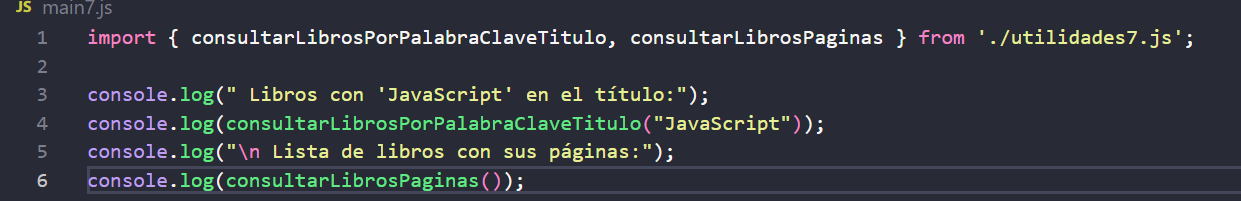 JS main7.js
1 import { consultarLibrosPorPalabraClaveTitulo, consultarLibrosPaginas } from './utilidades7.js';
2
3 console.log(" Libros con 'JavaScript' en el título:");
4 console.log(consultarLibrosPorPalabraClaveTitulo("JavaScript"));
5 console.log("\n Lista de libros con sus páginas:");
6 console.log(consultarLibrosPaginas());